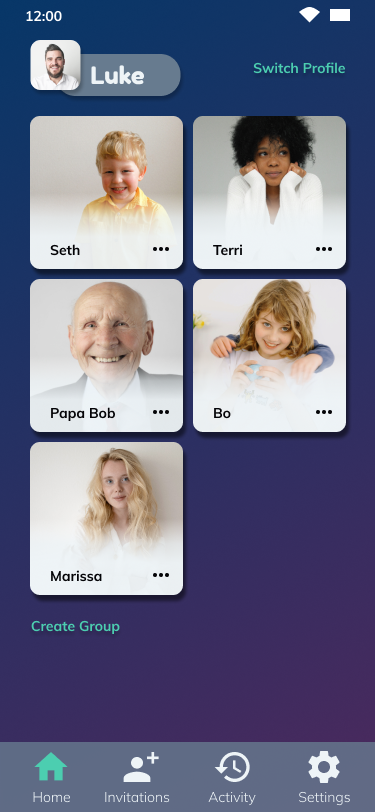 12:00
Luke
Switch Profile
Seth
Terri
Papa Bob
Bo
Marissa
Create Group
Home
Invitations
Activity
Settings